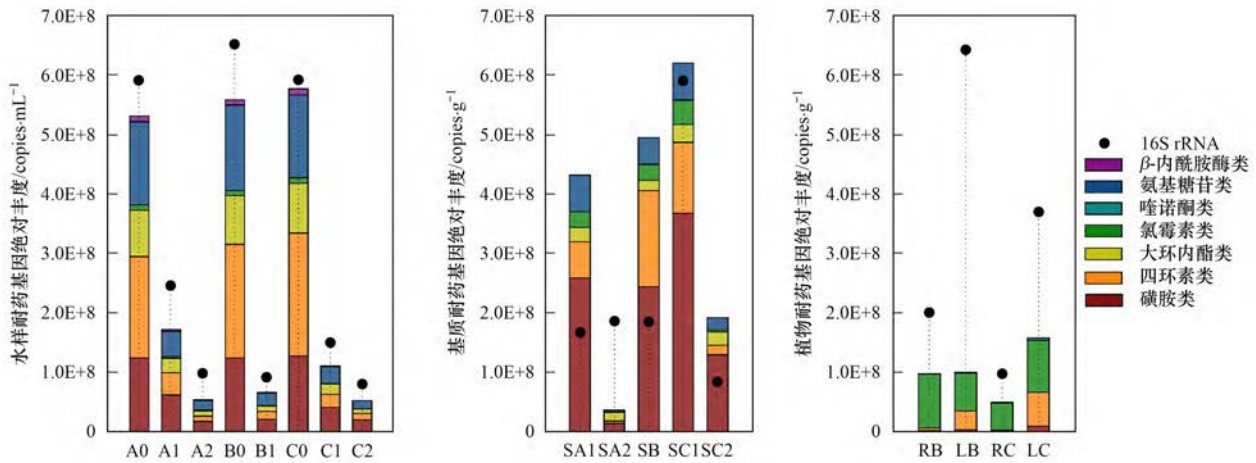 水样耐药基因绝对丰度/copies·mL⁻¹
7.0E+8
6.0E+8
5.0E+8
4.0E+8
3.0E+8
2.0E+8
1.0E+8
0
A0 A1 A2 B0 B1 C0 C1 C2
基质耐药基因绝对丰度/copies·g⁻¹
7.0E+8
6.0E+8
5.0E+8
4.0E+8
3.0E+8
2.0E+8
1.0E+8
0
SA1 SA2 SB SC1 SC2
植物耐药基因绝对丰度/copies·g⁻¹
7.0E+8
6.0E+8
5.0E+8
4.0E+8
3.0E+8
2.0E+8
1.0E+8
0
RB LB RC LC
16S rRNA
β-内酰胺酶类
氨基糖苷类
喹诺酮类
氯霉素类
大环内酯类
四环素类
磺胺类